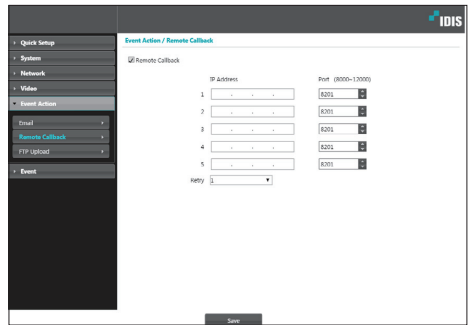 IDIS
Quick Setup
System
Network
Video
Event Action
Email
Remote Callback
FTP Upload
Event
Event Action / Remote Callback
Remote Callback
IP Address Port (8000~12000)
1 . . . 8201
2 . . . 8201
3 . . . 8201
4 . . . 8201
5 . . . 8201
Retry 1
Save